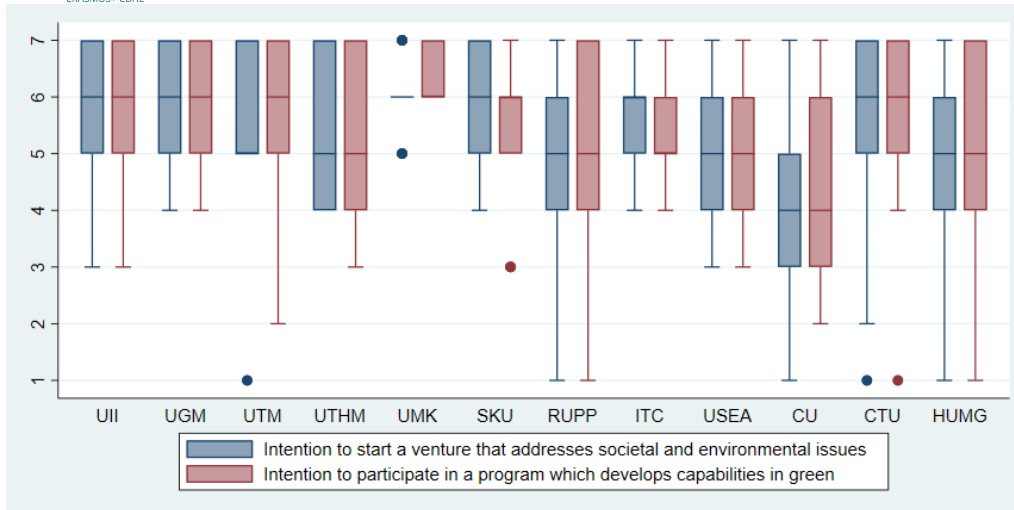 ERASMUS+ CBHE
7
6
5
4
3
2
1
UII UGM UTM UTHM UMK SKU RUPP ITC USEA CU CTU HUMG
Intention to start a venture that addresses societal and environmental issues
Intention to participate in a program which develops capabilities in green